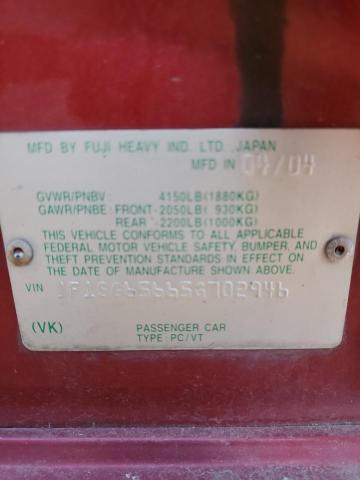 MFD BY FUJI HEAVY IND. LTD. JAPAN
MFD IN 04/04
GVWR/PNBV : 4150LB(1880KG)
GAWR/PNBE : FRONT-2050LB( 930KG)
REAR -2200LB(1000KG)
THIS VEHICLE CONFORMS TO ALL APPLICABLE
FEDERAL MOTOR VEHICLE SAFETY, BUMPER, AND
THEFT PREVENTION STANDARDS IN EFFECT ON THE
DATE OF MANUFACTURE SHOWN ABOVE.
VIN JF1SG65665G702946
(VK) PASSENGER CAR
TYPE: PC/VT